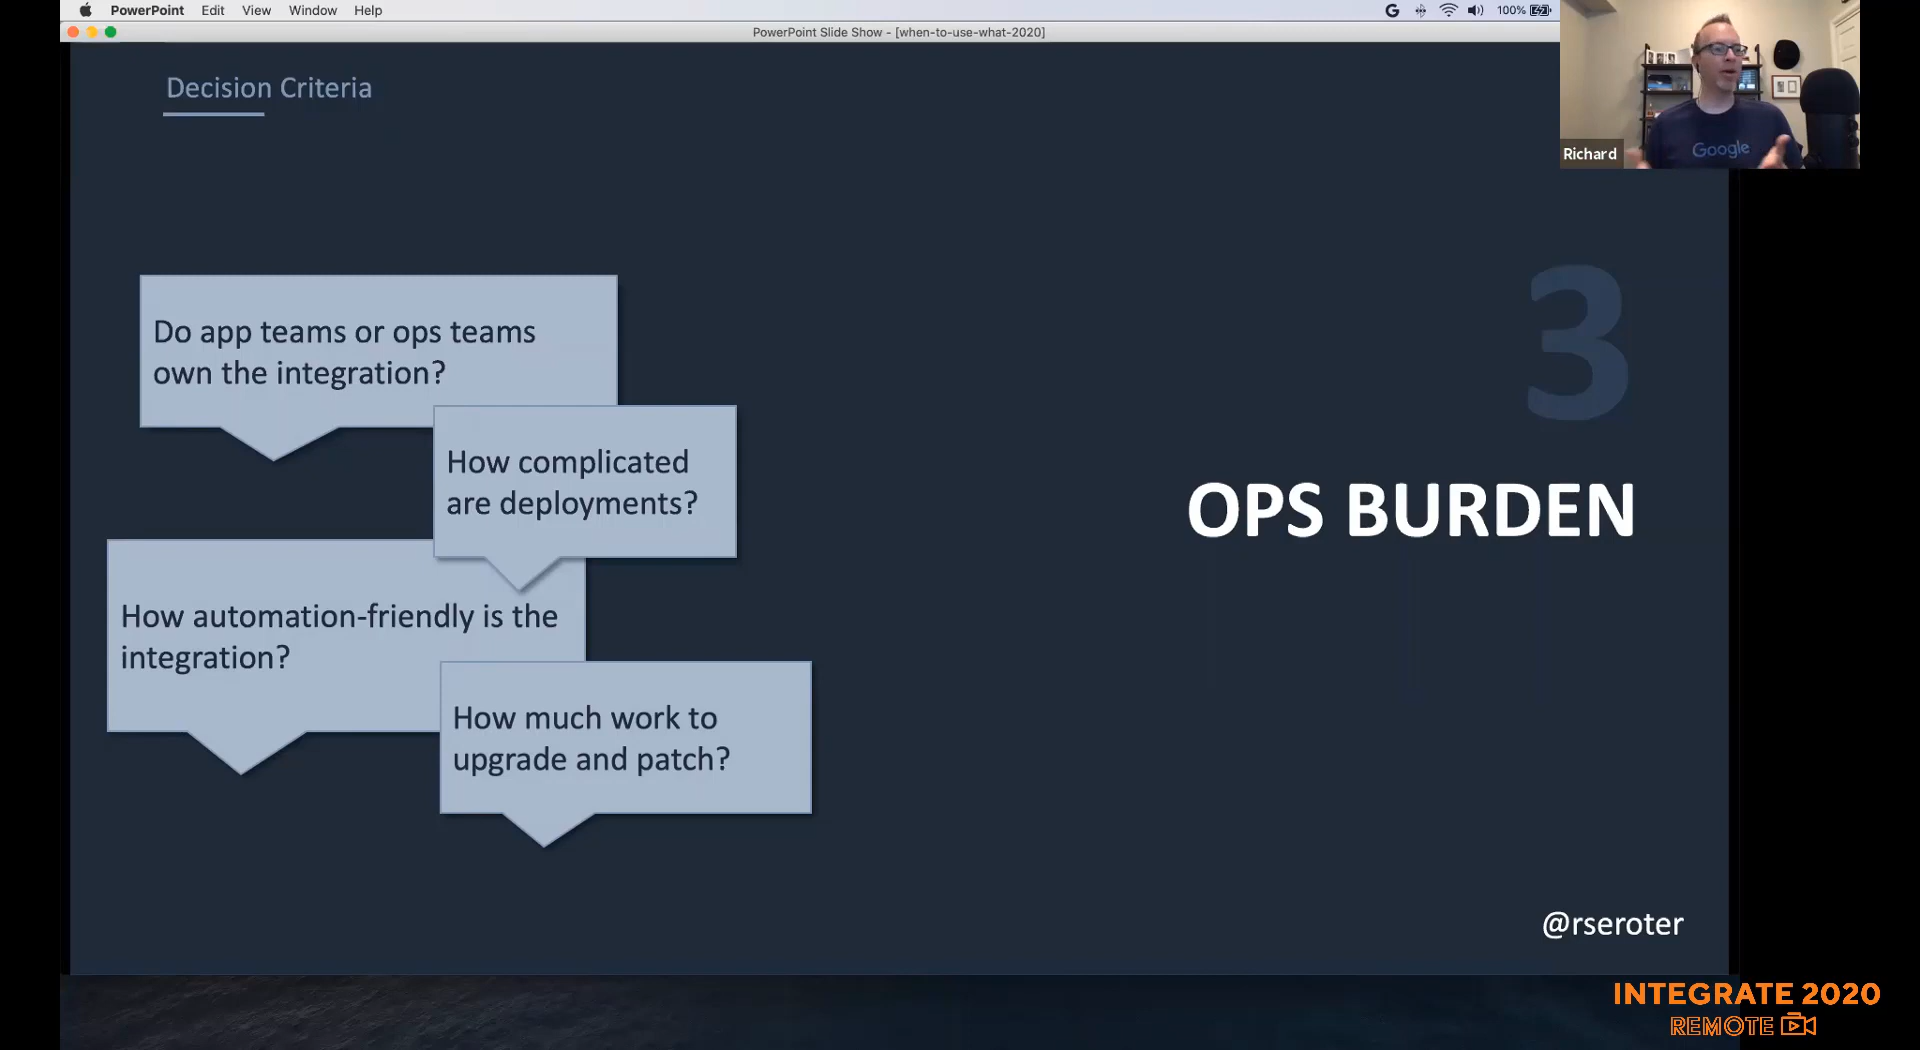 PowerPoint Edit View Window Help
G 100%
PowerPoint Slide Show - [when-to-use-what-2020]
Decision Criteria
Google
Richard
Do app teams or ops teams
own the integration?
How complicated
are deployments?
How automation-friendly is the
integration?
How much work to
upgrade and patch?
3
OPS BURDEN
@rseroter
INTEGRATE 2020
REMOTE